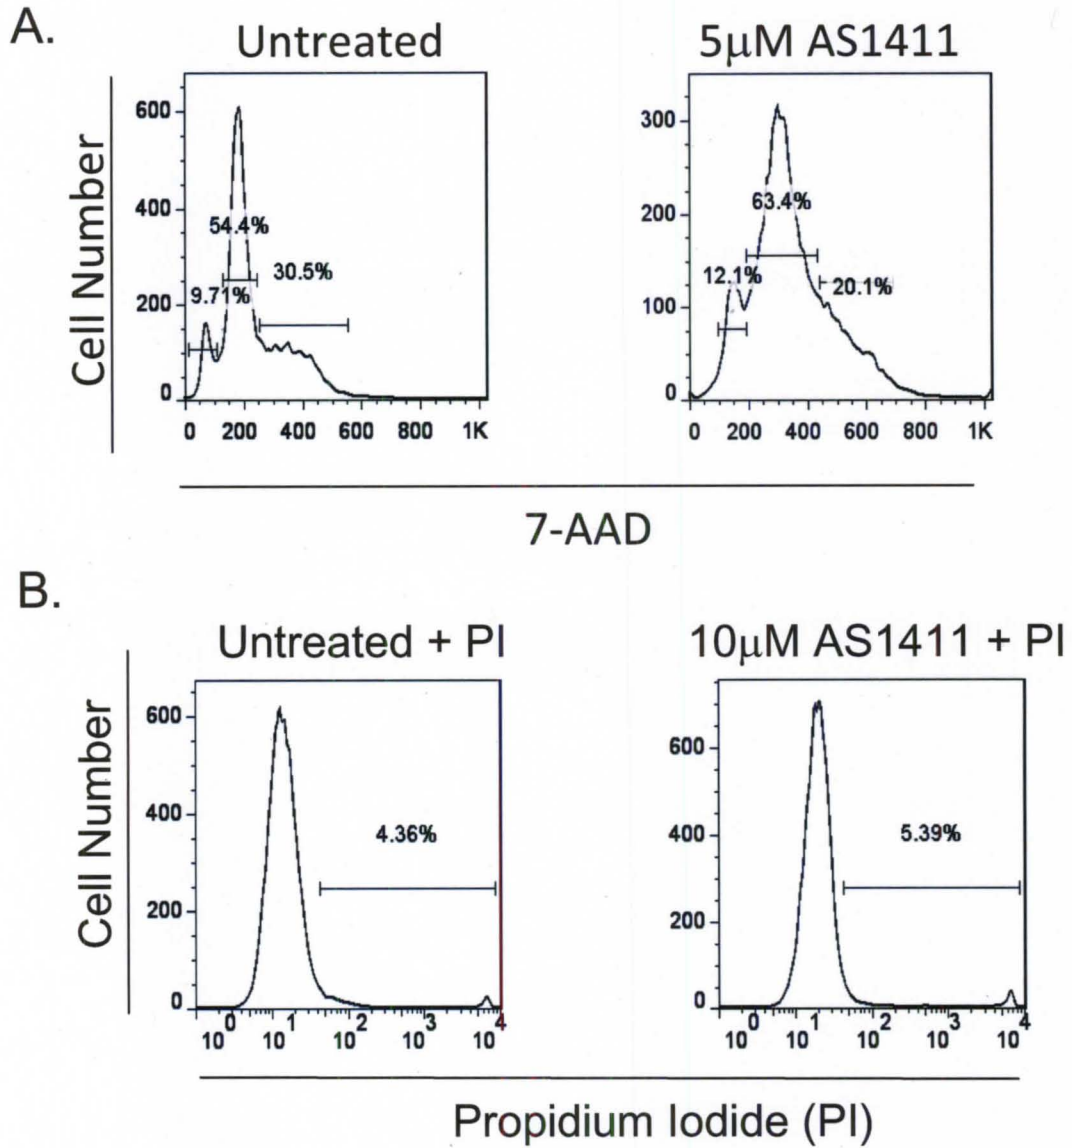 A.
Untreated
5μM AS1411
Cell Number
600
400
200
0
54.4%
30.5%
9.71%
0 200 400 600 800 1K
300
200
100
0
63.4%
12.1%
20.1%
0 200 400 600 800 1K
7-AAD
B.
Untreated + PI
10μM AS1411 + PI
Cell Number
600
400
200
0
4.36%
10^0 10^1 10^2 10^3 10^4
600
400
200
0
5.39%
10^0 10^1 10^2 10^3 10^4
Propidium Iodide (PI)